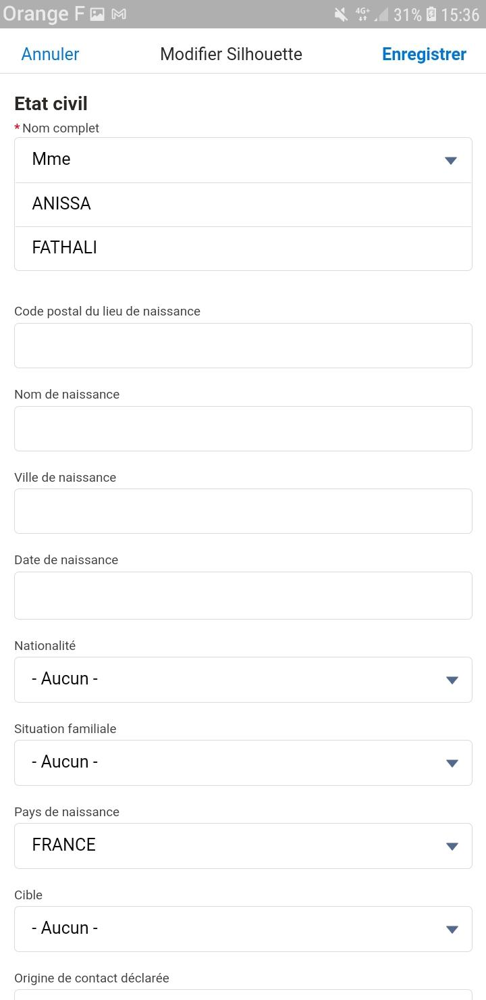 Orange F 4G+ 31% 15:36
Annuler Modifier Silhouette Enregistrer
Etat civil
* Nom complet
Mme
ANISSA
FATHALI
Code postal du lieu de naissance
Nom de naissance
Ville de naissance
Date de naissance
Nationalité
- Aucun -
Situation familiale
- Aucun -
Pays de naissance
FRANCE
Cible
- Aucun -
Origine de contact déclarée